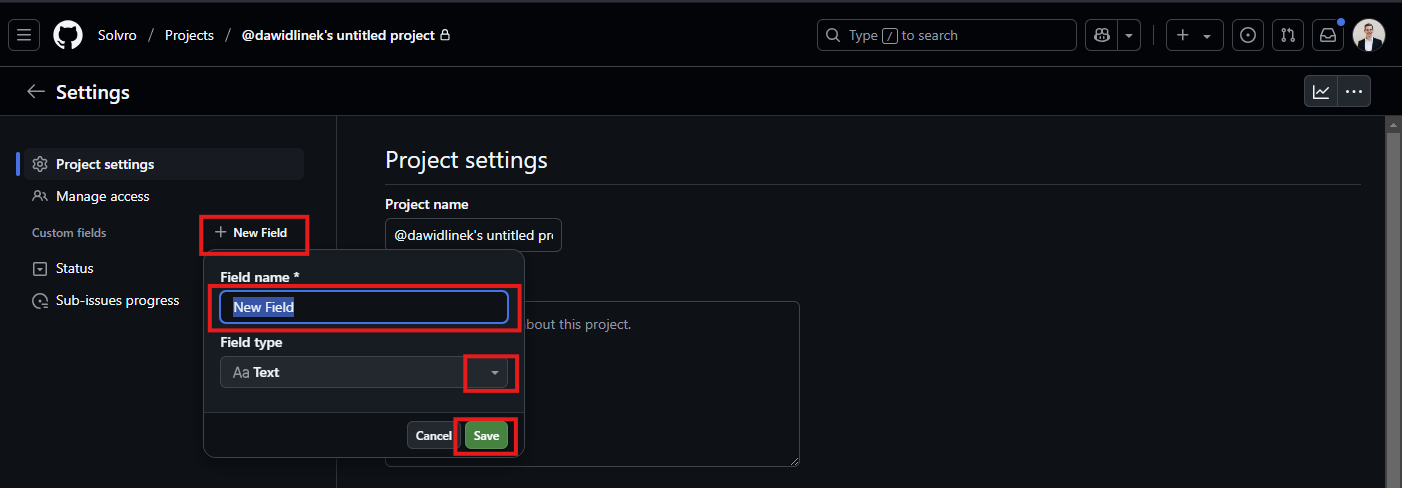 Solvro / Projects / @dawidlinek's untitled project
Type / to search
Settings
Project settings
Manage access
Custom fields
+ New Field
Status
Sub-issues progress
Project settings
Project name
@dawidlinek's untitled pr
Field name *
New Field
Field type
Aa Text
Cancel
Save
bout this project.